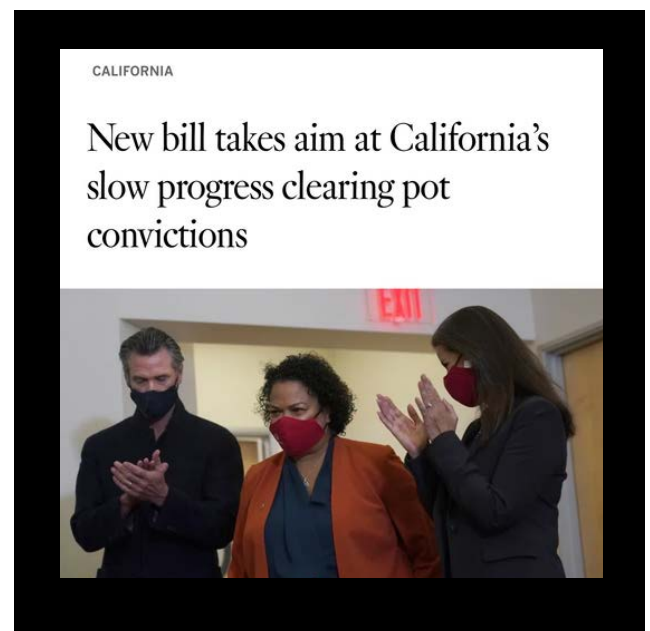 CALIFORNIA
New bill takes aim at California’s
slow progress clearing pot
convictions
EXIT